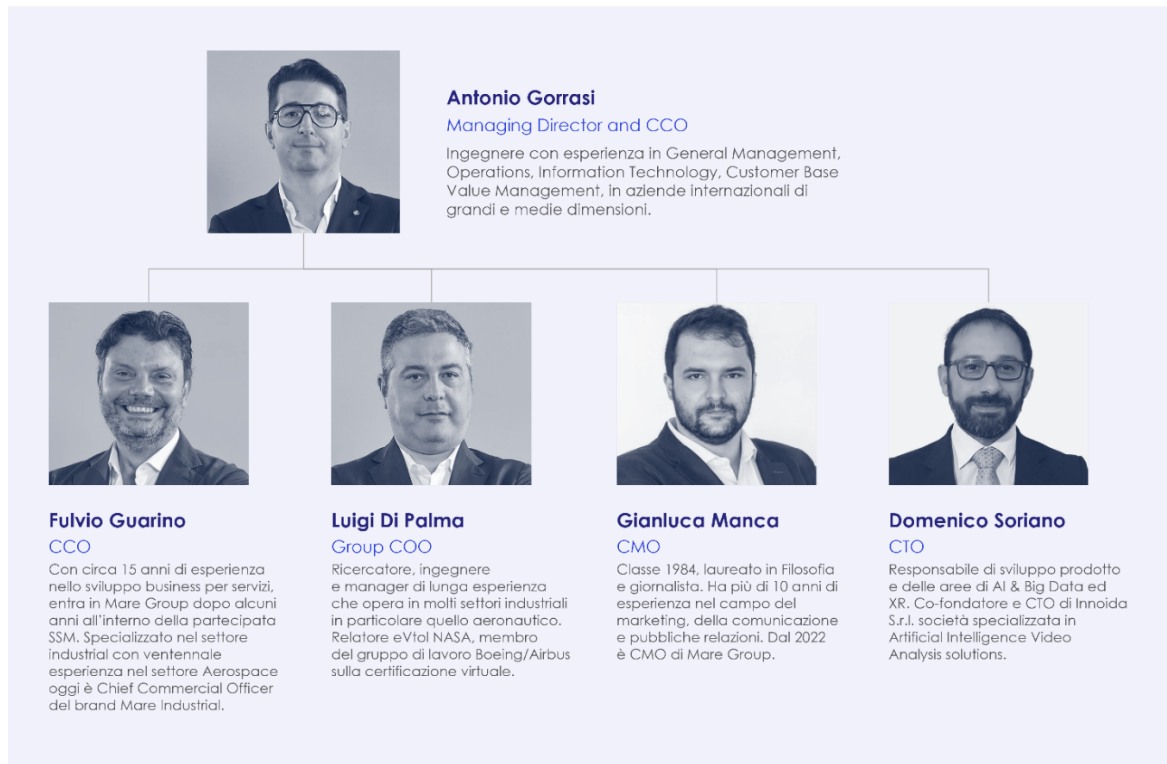 Antonio Gorrasi
Managing Director and CCO
Ingegnere con esperienza in General Management,
Operations, Information Technology, Customer Base
Value Management, in aziende internazionali di
grandi e medie dimensioni.
Fulvio Guarino
CCO
Con circa 15 anni di esperienza
nello sviluppo business per servizi,
entra in Mare Group dopo alcuni
anni all'interno della partecipata
SSM. Specializzato nel settore
industrial con ventennale
esperienza nel settore Aerospace
oggi è Chief Commercial Officer
del brand Mare Industrial.
Luigi Di Palma
Group COO
Ricercatore, ingegnere
e manager di lunga esperienza
che opera in molti settori industriali
in particolare quello aeronautico.
Relatore eVtol NASA, membro
del gruppo di lavoro Boeing/Airbus
sulla certificazione virtuale.
Gianluca Manca
CMO
Classe 1984, laureato in Filosofia
e giornalista. Ha più di 10 anni di
esperienza nel campo del
marketing, della comunicazione
e pubbliche relazioni. Dal 2022
è CMO di Mare Group.
Domenico Soriano
CTO
Responsabile di sviluppo prodotto
e delle aree di AI & Big Data ed
XR. Co-fondatore e CTO di Innoida
S.r.l. società specializzata in
Artificial Intelligence Video
Analysis solutions.